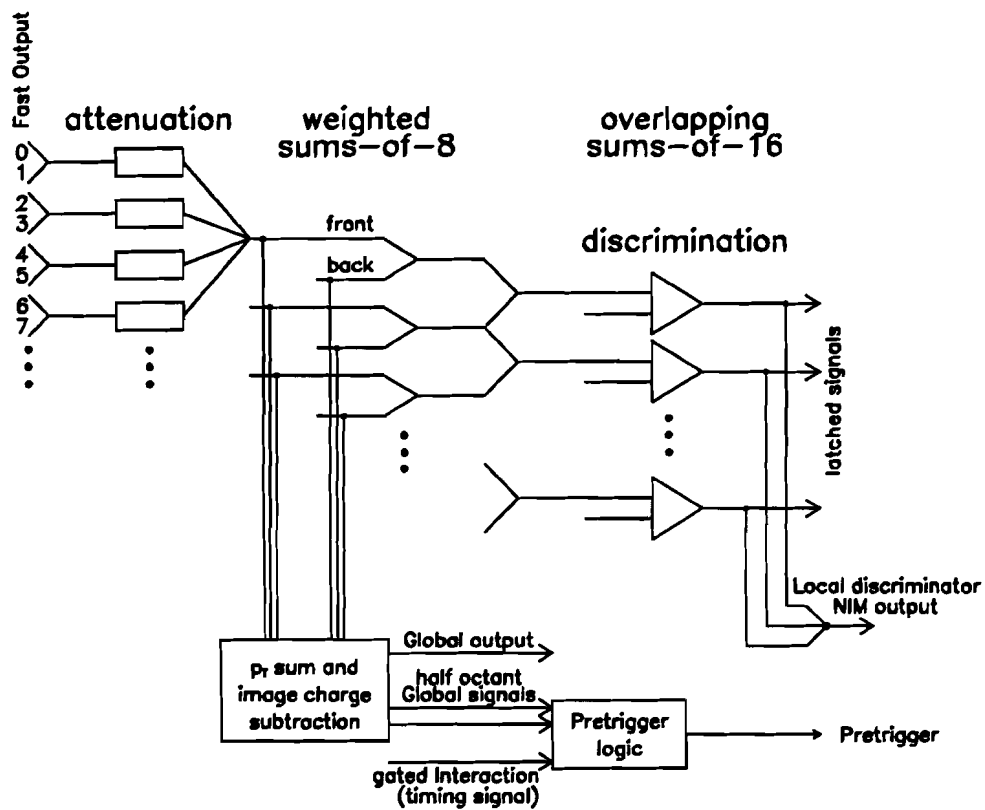 Fast Output
attenuation
weighted
sums-of-8
overlapping
sums-of-16
0
1
2
3
4
5
6
7
front
back
discrimination
latched signals
Local discriminator
NIM output
pT sum and
image charge
subtraction
Global output
half octant
Global signals
Pretrigger
logic
Pretrigger
gated Interaction
(timing signal)